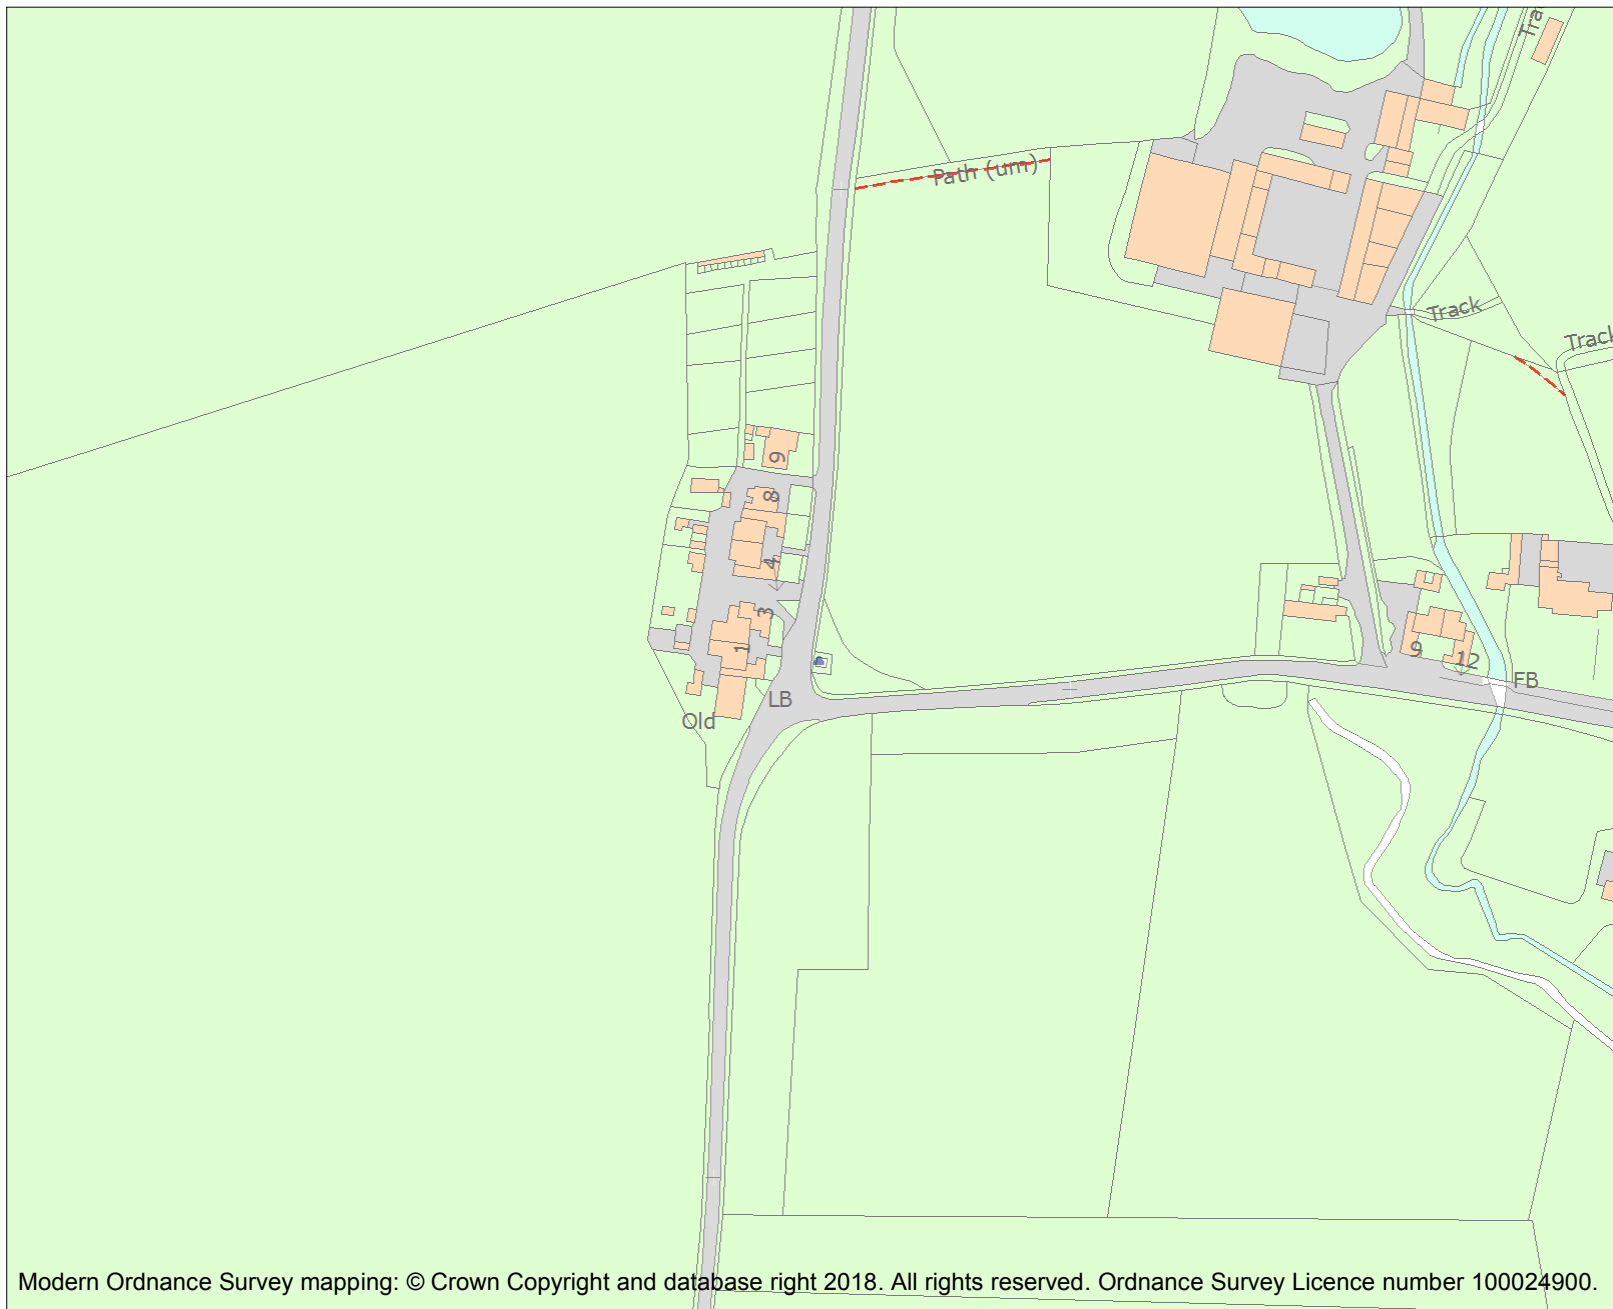 Tra
Path (um)
Track
Track
9
8
4
3
1
9
12
FB
LB
Old
Modern Ordnance Survey mapping: © Crown Copyright and database right 2018. All rights reserved. Ordnance Survey Licence number 100024900.